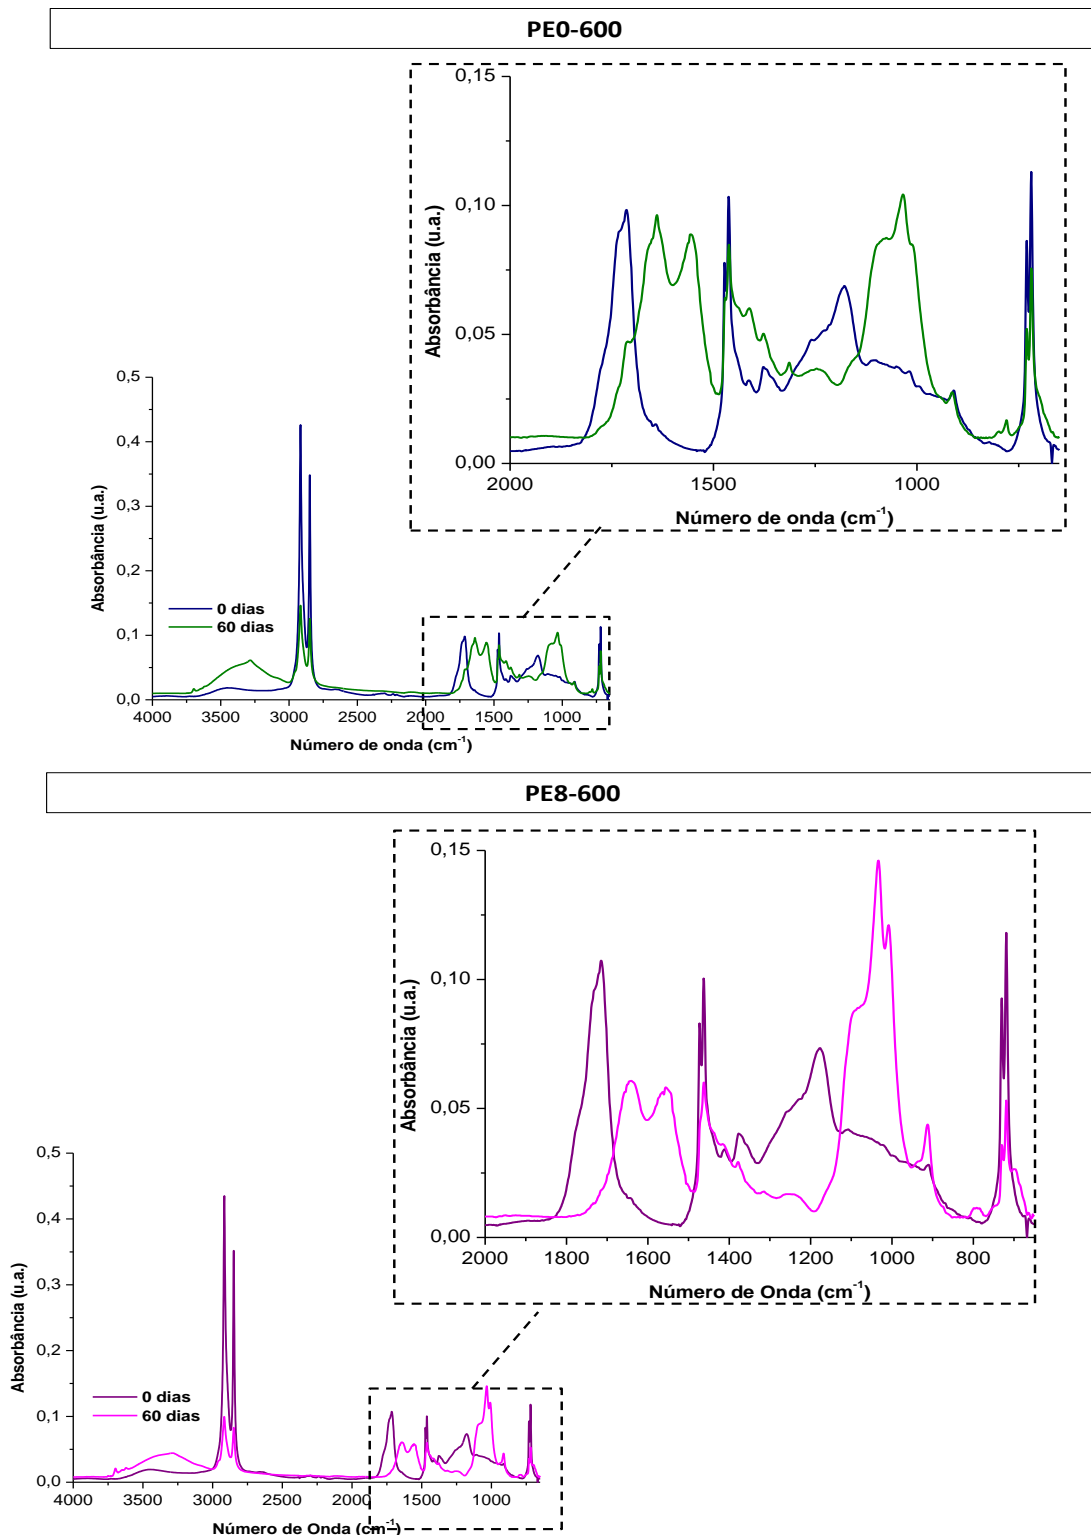 PE0-600
0,15
0,10
0,05
0,00
Absorbância (u.a.)
2000 1500 1000
Número de onda (cm-1)
0,5
0,4
0,3
0,2
0,1
0,0
Absorbância (u.a.)
0 dias
60 dias
4000 3500 3000 2500 2000 1500 1000
Número de onda (cm-1)
PE8-600
0,15
0,10
0,05
0,00
Absorbância (u.a.)
2000 1800 1600 1400 1200 1000 800
Número de Onda (cm-1)
0,5
0,4
0,3
0,2
0,1
0,0
Absorbância (u.a.)
0 dias
60 dias
4000 3500 3000 2500 2000 1500 1000
Número de Onda (cm-1)